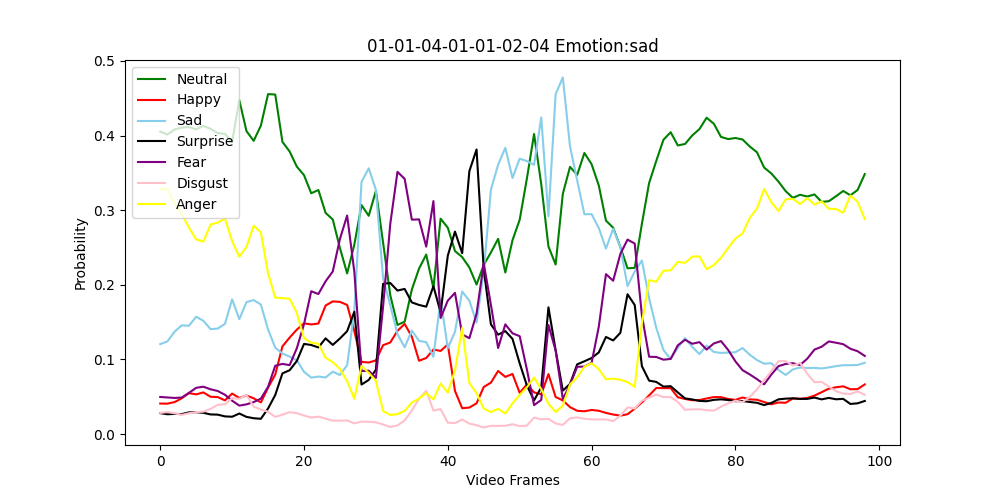 01-01-04-01-01-02-04 Emotion:sad
0.5
0.4
0.3
0.2
0.1
0.0
Probability
Neutral
Happy
Sad
Surprise
Fear
Disgust
Anger
0 20 40 60 80 100
Video Frames